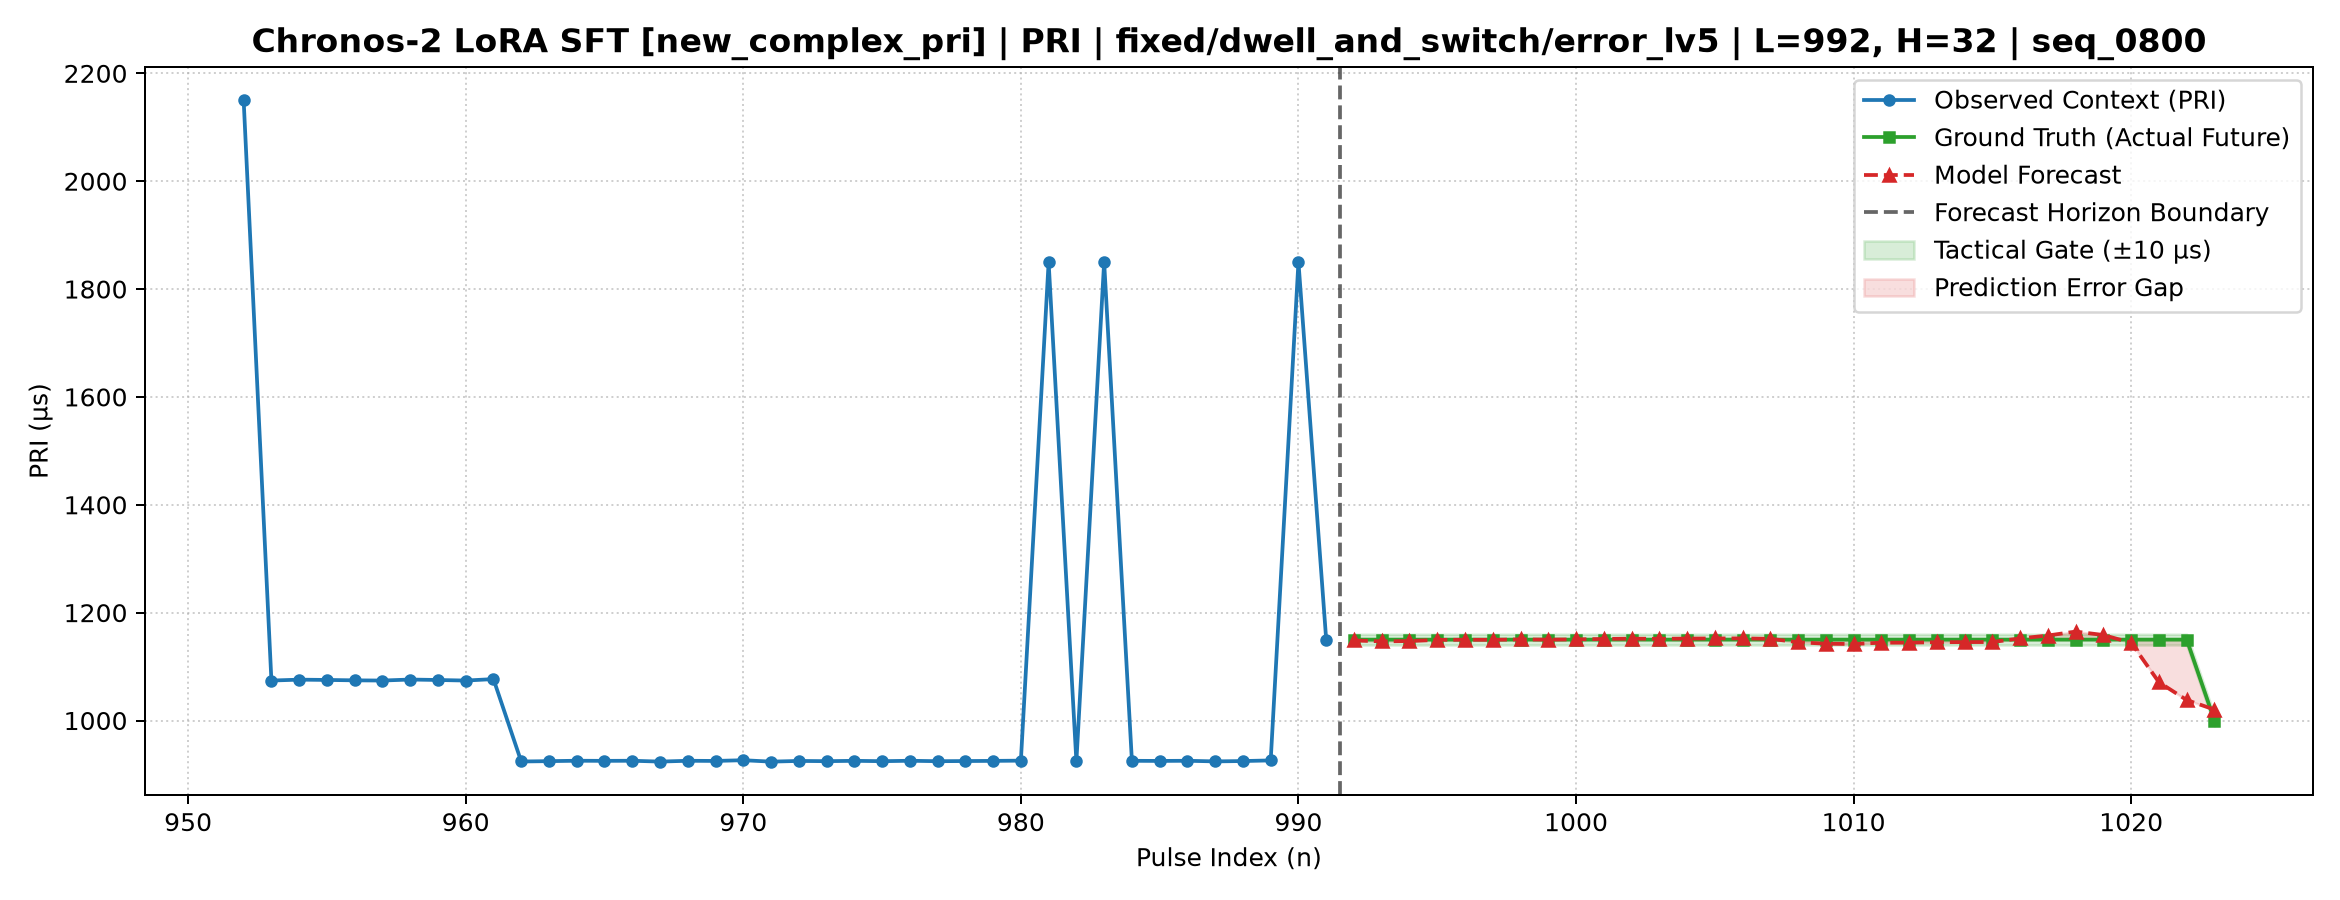 Chronos-2 LoRA SFT [new_complex_pri] | PRI | fixed/dwell_and_switch/error_lv5 | L=992, H=32 | seq_0800
PRI (µs)
2200
2000
1800
1600
1400
1200
1000
Observed Context (PRI)
Ground Truth (Actual Future)
Model Forecast
Forecast Horizon Boundary
Tactical Gate (±10 µs)
Prediction Error Gap
950 960 970 980 990 1000 1010 1020
Pulse Index (n)